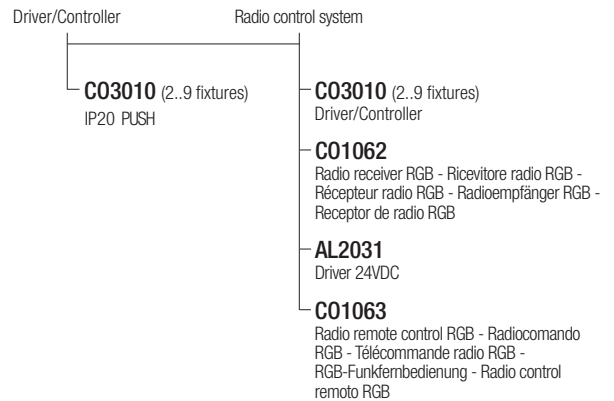 Driver/Controller
Radio control system
CO3010 (2..9 fixtures)
IP20 PUSH
CO3010 (2..9 fixtures)
Driver/Controller
CO1062
Radio receiver RGB - Ricevitore radio RGB -
Récepteur radio RGB - Radioempfänger RGB -
Receptor de radio RGB
AL2031
Driver 24VDC
CO1063
Radio remote control RGB - Radiocomando
RGB - Télécommande radio RGB -
RGB-Funkfernbedienung - Radio control
remoto RGB